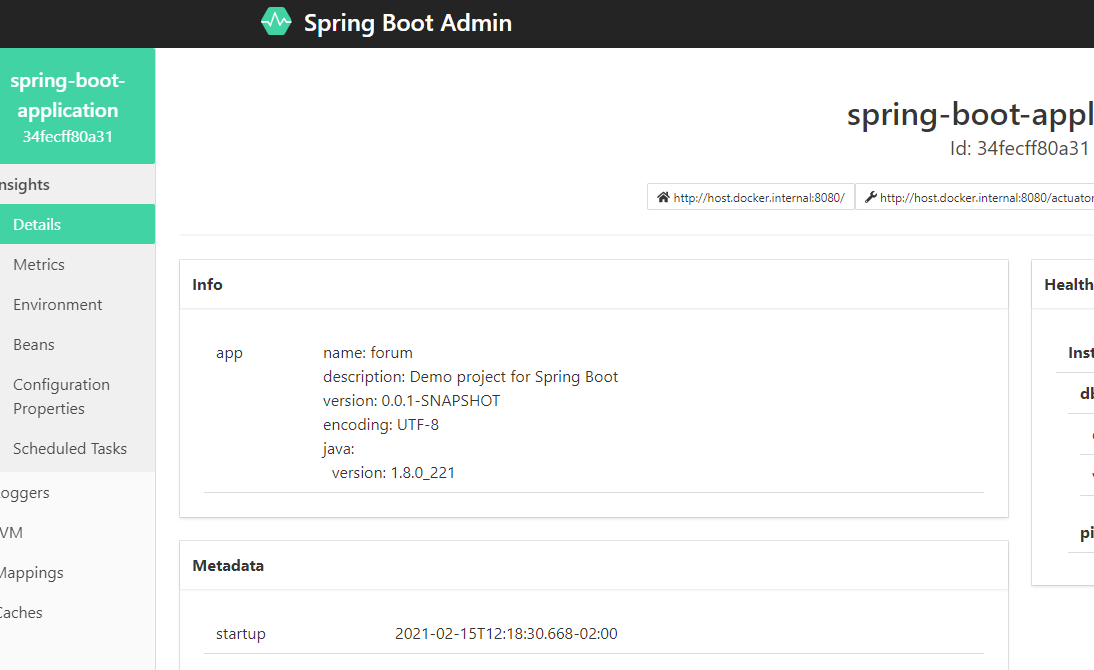 Spring Boot Admin
spring-boot-
application
34fecff80a31
nsights
Details
Metrics
Environment
Beans
Configuration
Properties
Scheduled Tasks
oggers
VM
Mappings
Caches
spring-boot-appl
Id: 34fecff80a31
http://host.docker.internal:8080/
http://host.docker.internal:8080/actuator
Info
app
name: forum
description: Demo project for Spring Boot
version: 0.0.1-SNAPSHOT
encoding: UTF-8
java:
version: 1.8.0_221
Metadata
startup
2021-02-15T12:18:30.668-02:00
Health
Inst
db
pi